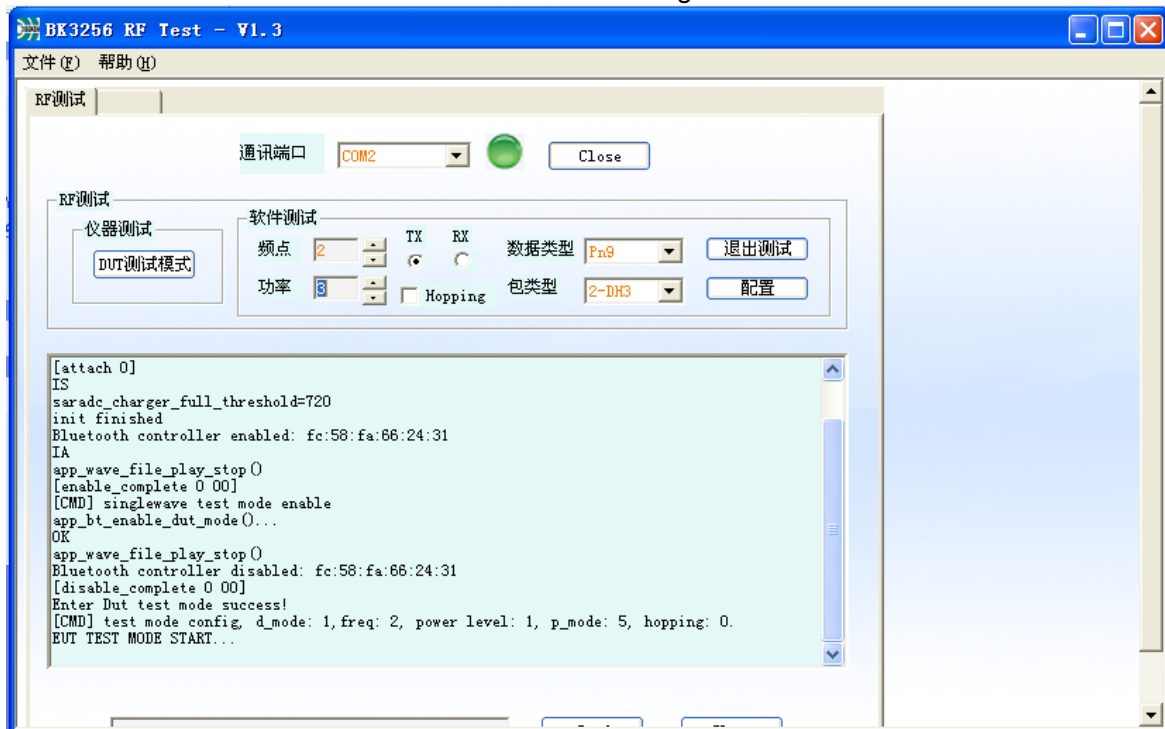 BK3256 RF Test - V1.3
文件(F) 帮助(H)
RF测试
通讯端口 COM2 Close
RF测试
仪器测试 软件测试
DUT测试模式
频点 2 TX RX 数据类型 Pn9 退出测试
功率 3 Hopping 包类型 2-DH3 配置
[attach 0]
IS
saradc_charger_full_threshold=720
init finished
Bluetooth controller enabled: fc:58:fa:66:24:31
IA
app_wave_file_play_stop()
[enable_complete 0 00]
[CMD] singlewave test mode enable
app_bt_enable_dut_mode()...
OK
app_wave_file_play_stop()
Bluetooth controller disabled: fc:58:fa:66:24:31
[disable_complete 0 00]
Enter Dut test mode success!
[CMD] test mode config, d_mode: 1,freq: 2, power level: 1, p_mode: 5, hopping: 0.
EUT TEST MODE START...